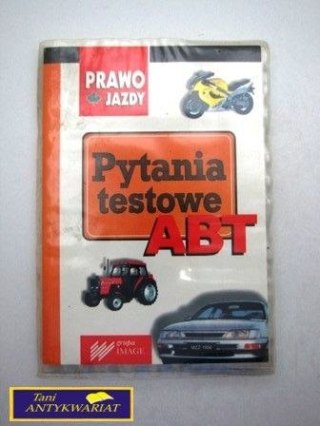 PRAWO
JAZDY
Pytania
testowe
ABT
grupa
IMAGE
Tani
ANTYKWARIAT